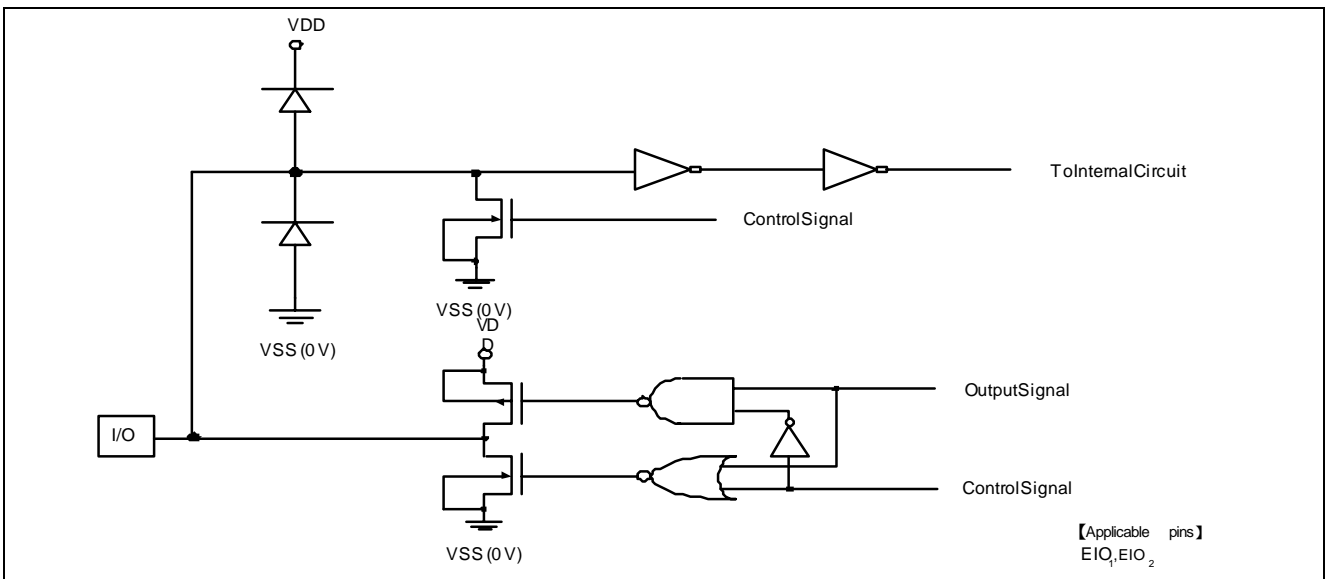 VDD
ToInternalCircuit
ControlSignal
VSS(0V)
VD
D
VSS(0V)
OutputSignal
I/O
ControlSignal
VSS(0V)
【Applicable pins】
EIO1,EIO2